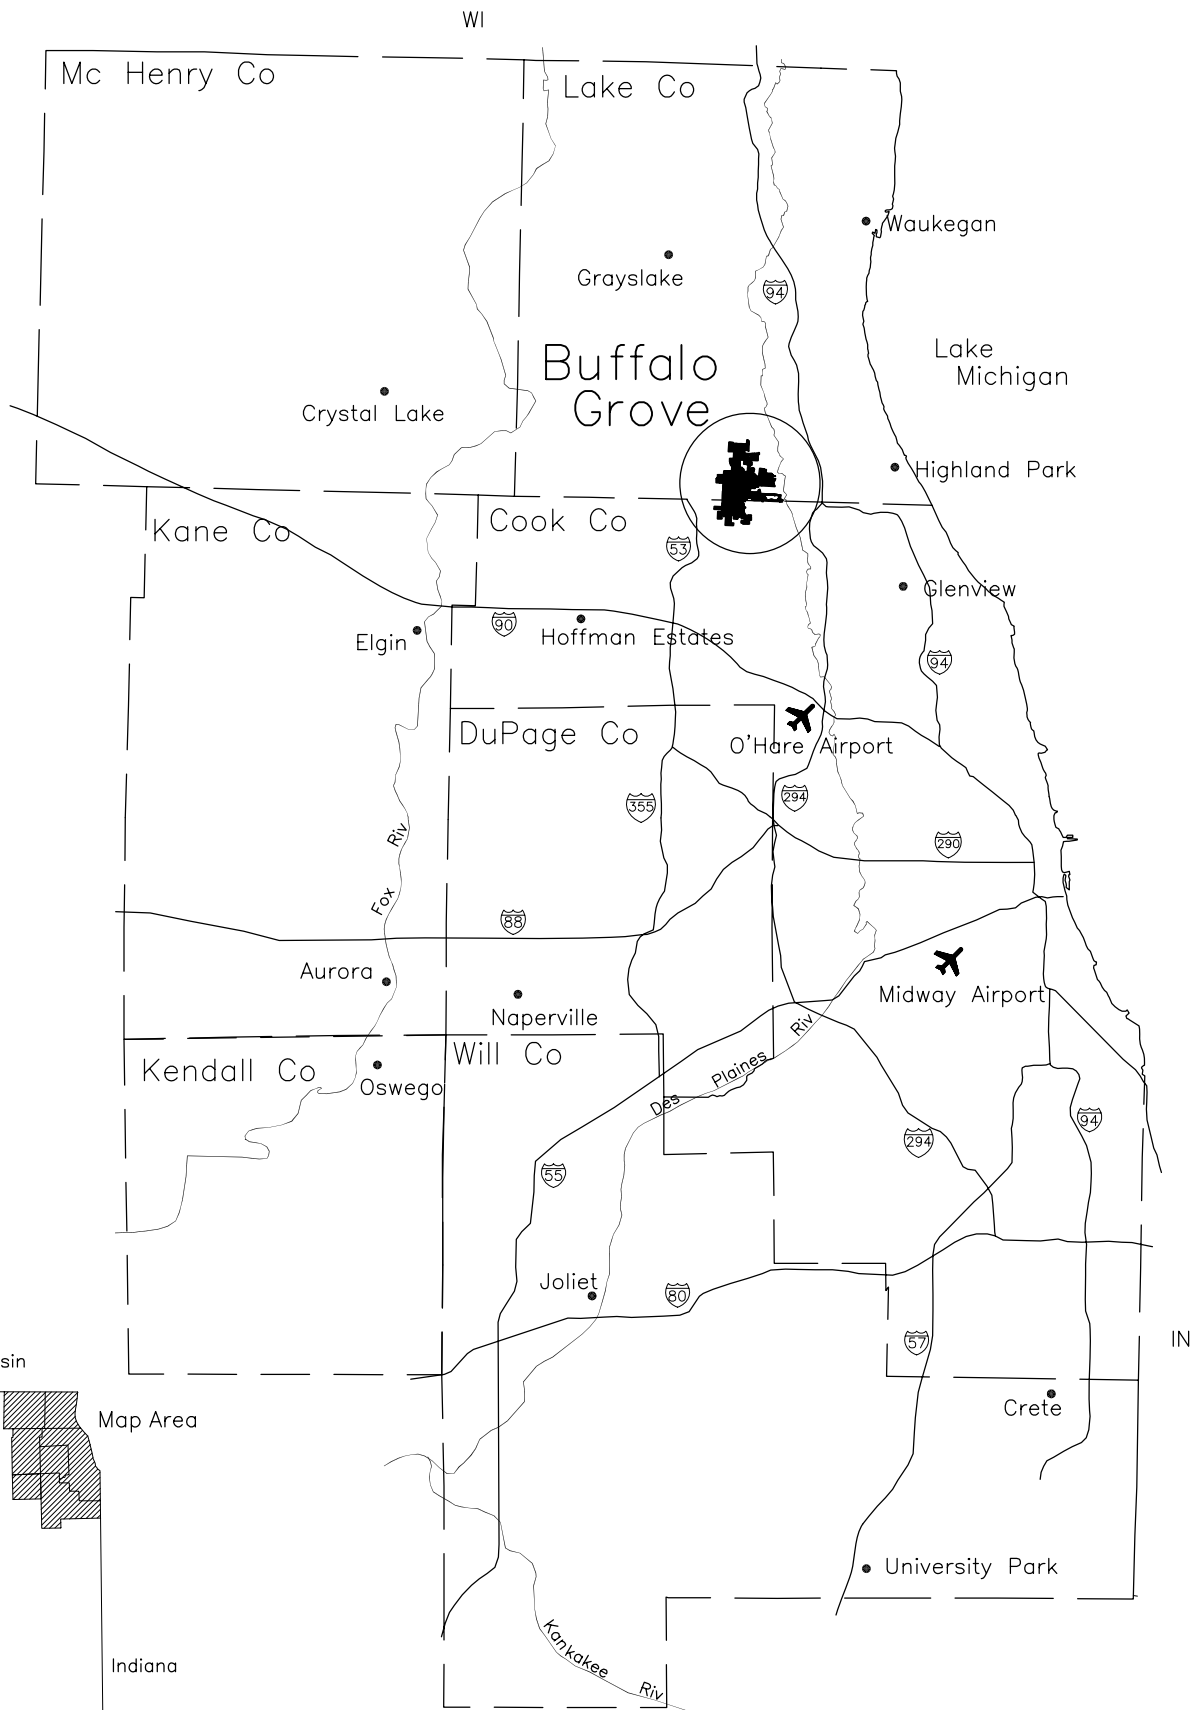 WI
Mc Henry Co
Lake Co
Waukegan
Grayslake
94
Lake
Michigan
Buffalo
Grove
Crystal Lake
Highland Park
Kane Co
Cook Co
53
Glenview
90
Elgin
Hoffman Estates
94
DuPage Co
O'Hare Airport
355
294
Riv
290
Fox
88
Aurora
Midway Airport
Naperville
Riv
Will Co
Kendall Co
Plaines
Oswego
Des
94
294
55
Joliet
80
57
IN
sin
Crete
Map Area
University Park
Kankakee
Indiana
Riv